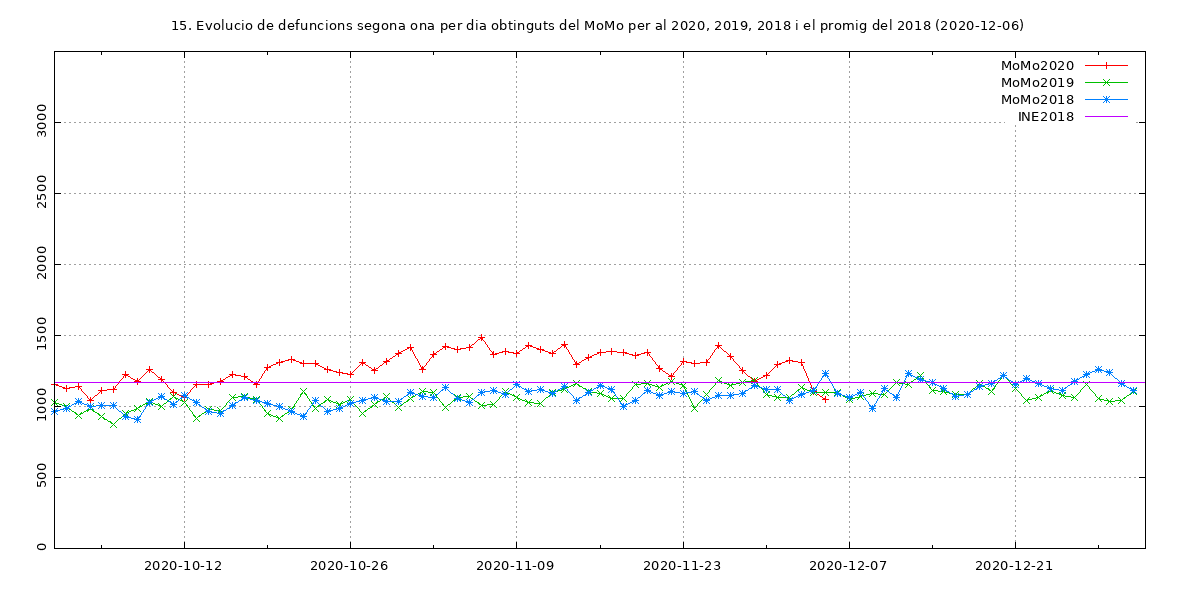 15. Evolucio de defuncions segona ona per dia obtinguts del MoMo per al 2020, 2019, 2018 i el promig del 2018 (2020-12-06)
MoMo2020
MoMo2019
MoMo2018
INE2018
3000
2500
2000
1500
1000
500
0
2020-10-12 2020-10-26 2020-11-09 2020-11-23 2020-12-07 2020-12-21